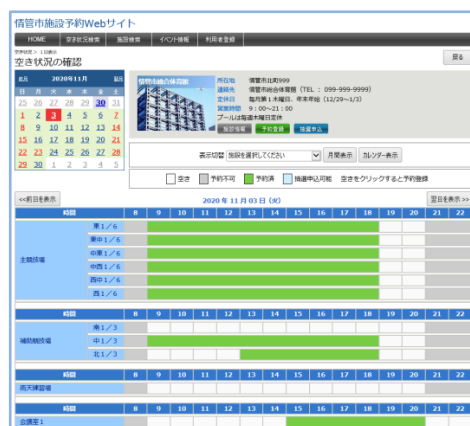 情管市施設予約Webサイト
HOME 空き状況検索 施設検索 イベント情報 利用者登録
空き状況 > 1日表示
空き状況の確認
戻る
前月 2020年11月 翌月
日 月 火 水 木 金 土
25 26 27 28 29 30 31
1 2 3 4 5 6 7
8 9 10 11 12 13 14
15 16 17 18 19 20 21
22 23 24 25 26 27 28
29 30 1 2 3 4 5
情管市総合体育館
所在地 情管市北町999
連絡先 情管市総合体育館(TEL : 099-999-9999)
定休日 毎月第1木曜日、年末年始(12/29~1/3)
営業時間 9:00~21:00
プールは毎週木曜日定休
施設情報 予約登録 抽選申込
表示切替 施設を選択してください 月間表示 カレンダー表示
空き 予約不可 予約済 抽選申込可能 空きをクリックすると予約登録
<<前日を表示 2020 年 11 月 03 日 (火) 翌日を表示 >>
時間 8 9 10 11 12 13 14 15 16 17 18 19 20 21 22
主競技場
東1/6
東中1/6
中東1/6
中西1/6
西中1/6
西1/6
時間 8 9 10 11 12 13 14 15 16 17 18 19 20 21 22
補助競技場
南1/3
中1/3
北1/3
時間 8 9 10 11 12 13 14 15 16 17 18 19 20 21 22
雨天練習場
時間 8 9 10 11 12 13 14 15 16 17 18 19 20 21 22
会議室1